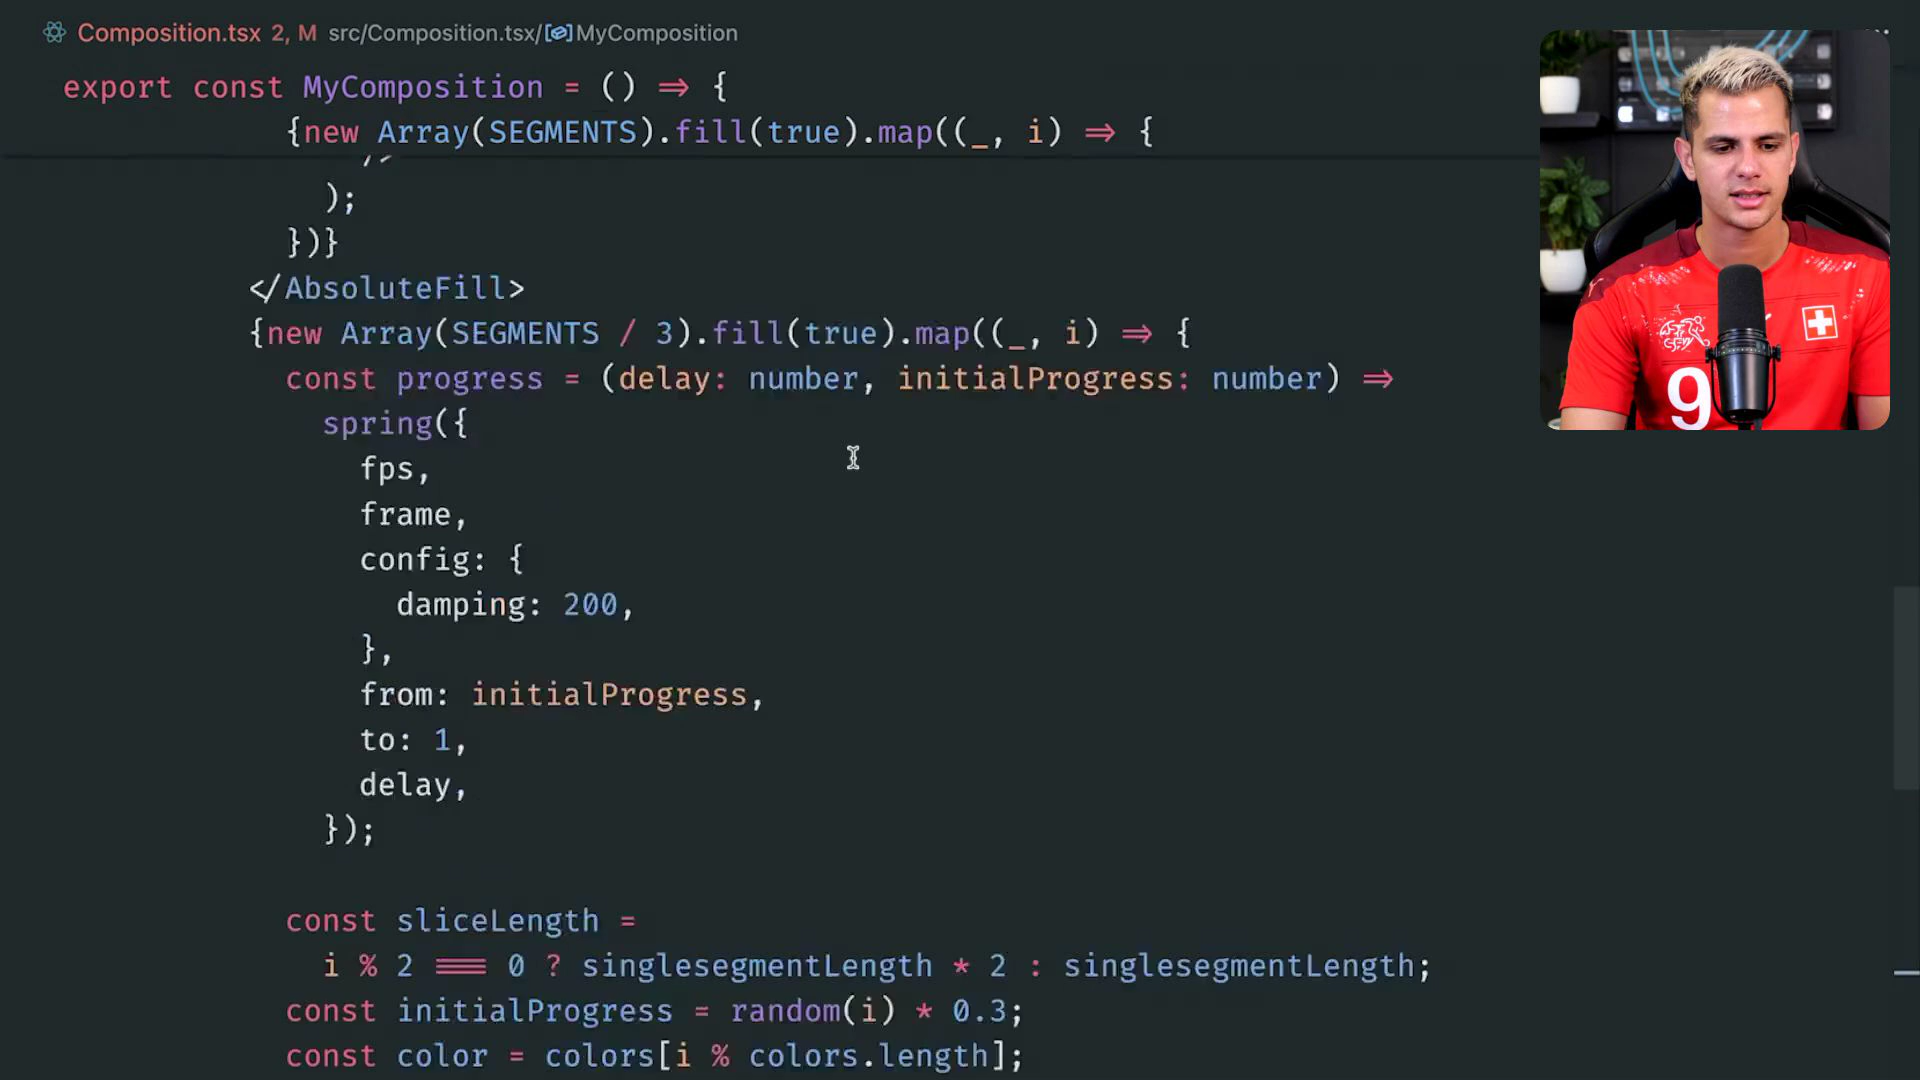 Composition.tsx 2, M src/Composition.tsx/MyComposition
export const MyComposition = () => {
{new Array(SEGMENTS).fill(true).map((_, i) => {
/>
);
})}
</AbsoluteFill>
{new Array(SEGMENTS / 3).fill(true).map((_, i) => {
const progress = (delay: number, initialProgress: number) =>
spring({
fps,
frame,
config: {
damping: 200,
},
from: initialProgress,
to: 1,
delay,
});
const sliceLength =
i % 2 === 0 ? singlesegmentLength * 2 : singlesegmentLength;
const initialProgress = random(i) * 0.3;
const color = colors[i % colors.length];
9